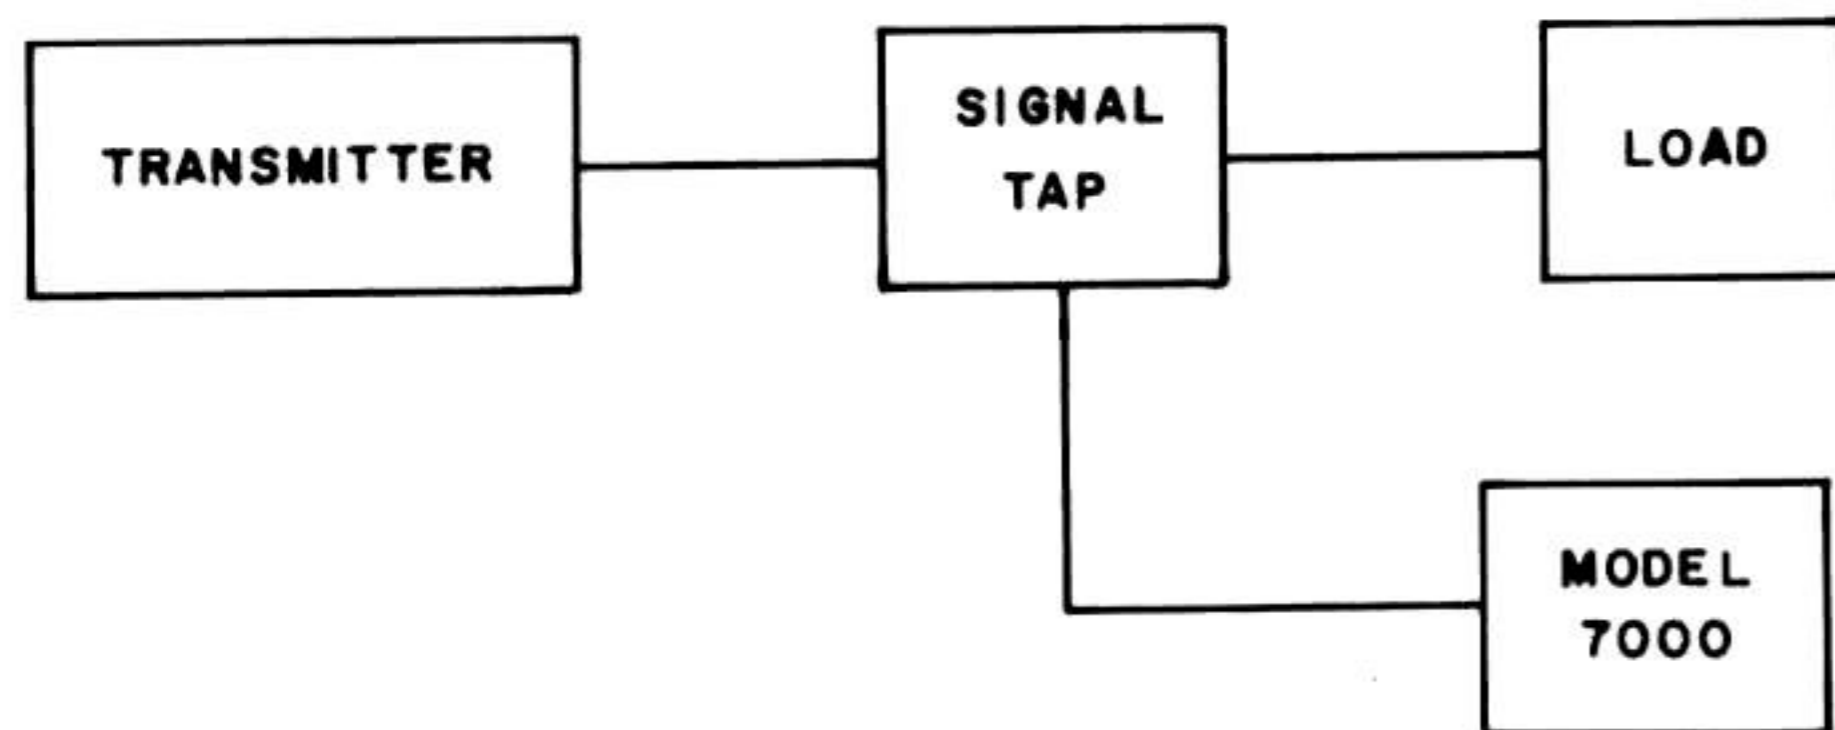 TRANSMITTER
SIGNAL
TAP
LOAD
MODEL
7000